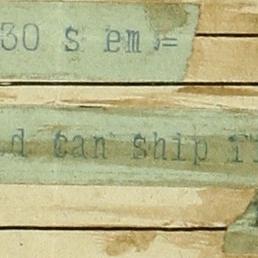 30 s em =
d can ship